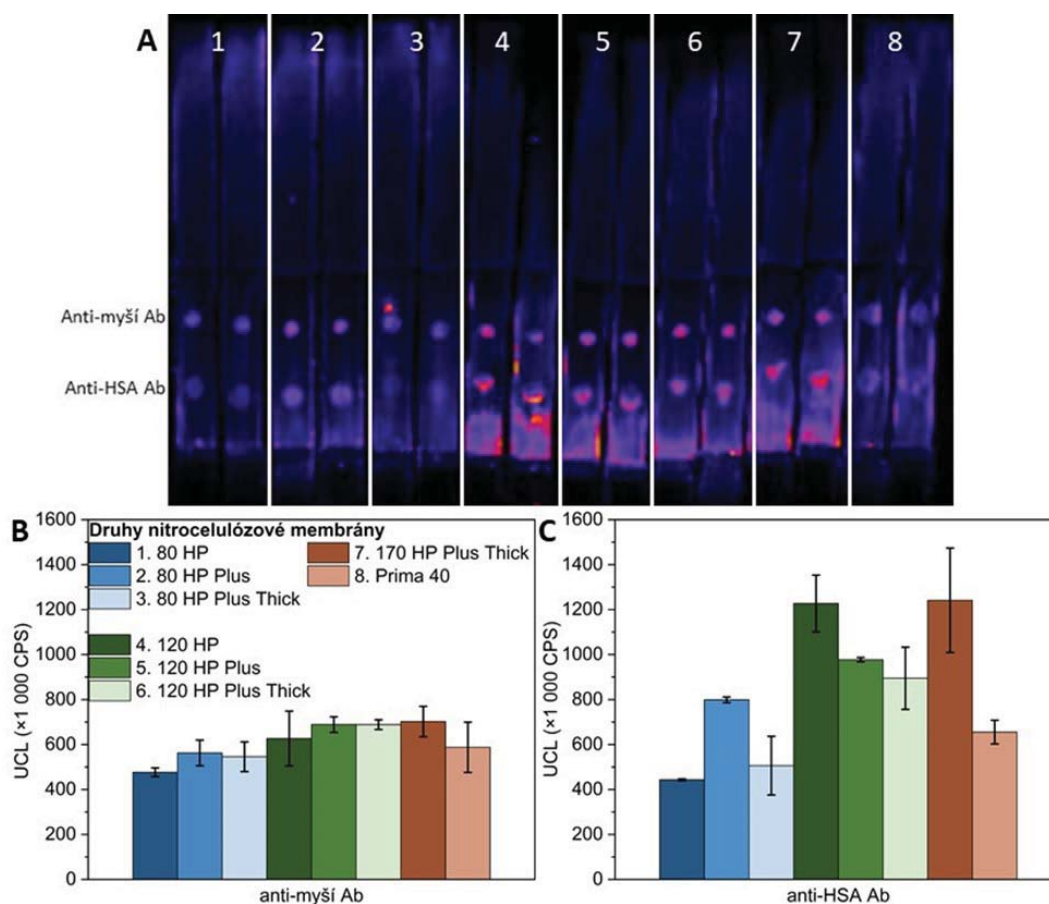 A
1 2 3 4 5 6 7 8
Anti-myší Ab
Anti-HSA Ab
B
Druhy nitrocelulózové membrány
1. 80 HP
2. 80 HP Plus
3. 80 HP Plus Thick
4. 120 HP
5. 120 HP Plus
6. 120 HP Plus Thick
7. 170 HP Plus Thick
8. Prima 40
UCL (×1 000 CPS)
1600
1400
1200
1000
800
600
400
200
0
anti-myší Ab
C
UCL (×1 000 CPS)
1600
1400
1200
1000
800
600
400
200
0
anti-HSA Ab